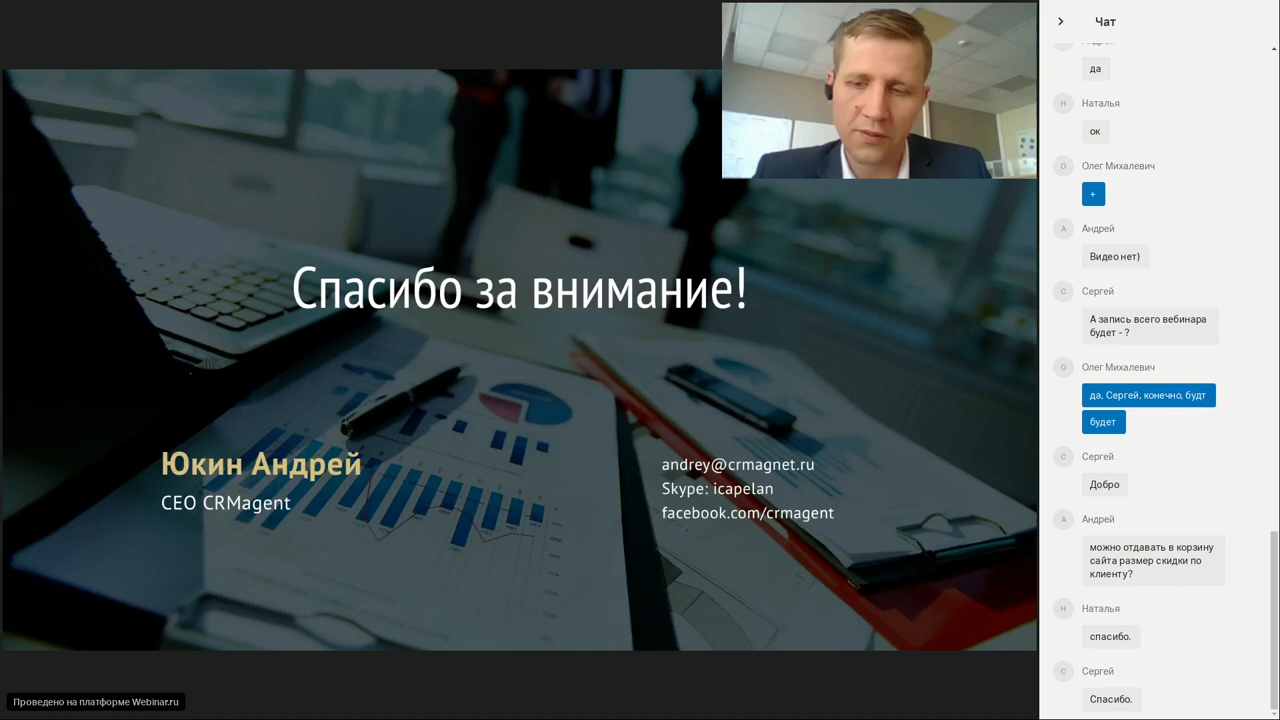 Спасибо за внимание!
Юкин Андрей
CEO CRMagent
andrey@crmagnet.ru
Skype: icapelan
facebook.com/crmagent
Проведено на платформе Webinar.ru
Чат
да
Н
Наталья
ок
О
Олег Михалевич
+
А
Андрей
Видео нет)
С
Сергей
А запись всего вебинара
будет - ?
О
Олег Михалевич
да, Сергей, конечно, будт
будет
С
Сергей
Добро
А
Андрей
можно отдавать в корзину
сайта размер скидки по
клиенту?
Н
Наталья
спасибо.
С
Сергей
Спасибо.